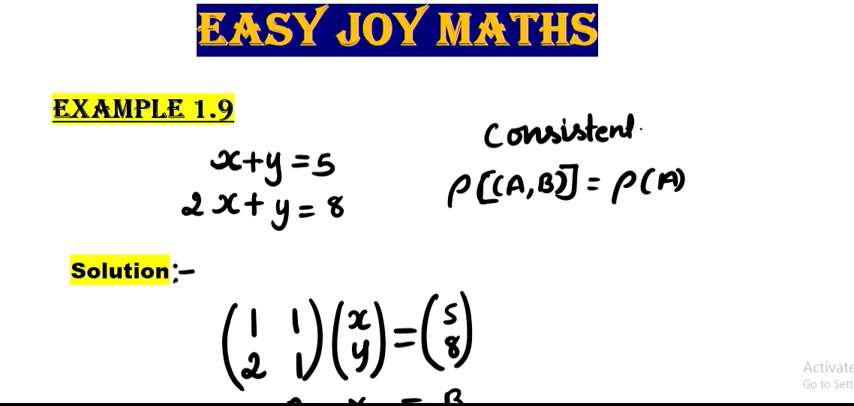 EASY JOY MATHS
EXAMPLE 1.9
Consistent.
x+y=5
2x+y=8
ρ[(A,B)]=ρ(A)
Solution:-
(1 1) (x) = (5)
(2 1) (y) (8)
x = B
Activate
Go to Sett